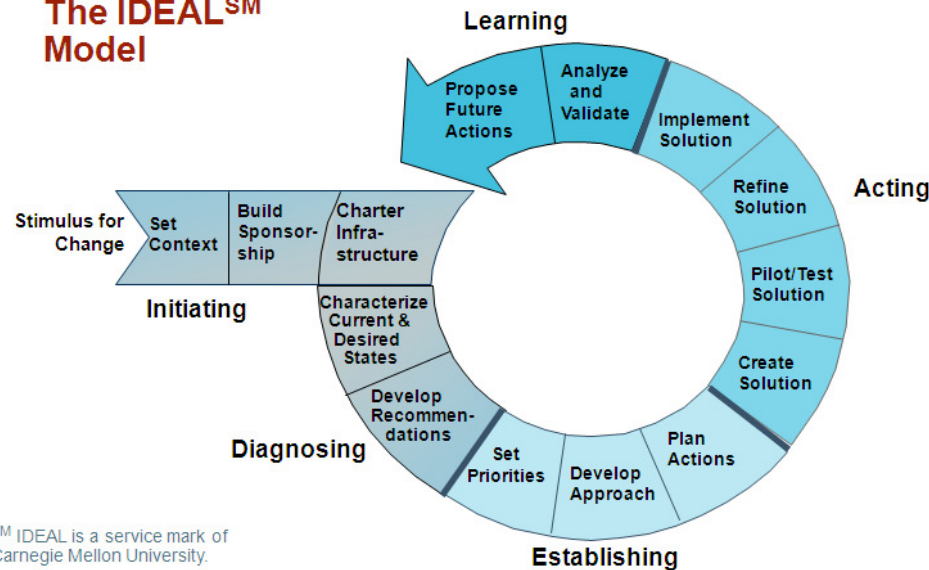 The IDEALSM
Model
Learning
Propose
Future
Actions
Analyze
and
Validate
Implement
Solution
Refine
Solution
Acting
Pilot/Test
Solution
Create
Solution
Stimulus for
Change
Set
Context
Build
Sponsor-
ship
Charter
Infra-
structure
Initiating
Characterize
Current &
Desired
States
Develop
Recommen-
dations
Diagnosing
Set
Priorities
Develop
Approach
Plan
Actions
Establishing
SM IDEAL is a service mark of
Carnegie Mellon University.